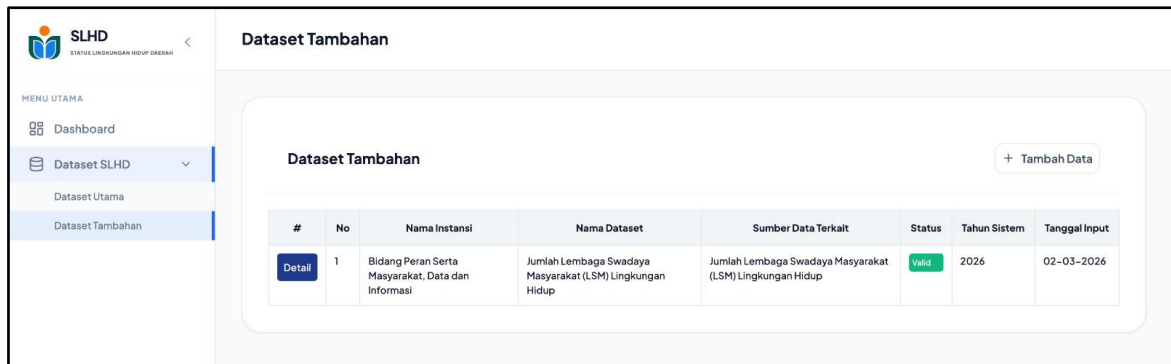 SLHD
STATUS LINGKUNGAN HIDUP DAERAH
MENU UTAMA
Dashboard
Dataset SLHD
Dataset Utama
Dataset Tambahan
Dataset Tambahan
Dataset Tambahan
+ Tambah Data
# No Nama Instansi Nama Dataset Sumber Data Terkait Status Tahun Sistem Tanggal Input
Detail 1 Bidang Peran Serta Jumlah Lembaga Swadaya Jumlah Lembaga Swadaya Masyarakat Valid 2026 02-03-2026
Masyarakat, Data dan Masyarakat (LSM) Lingkungan (LSM) Lingkungan Hidup
Informasi Hidup